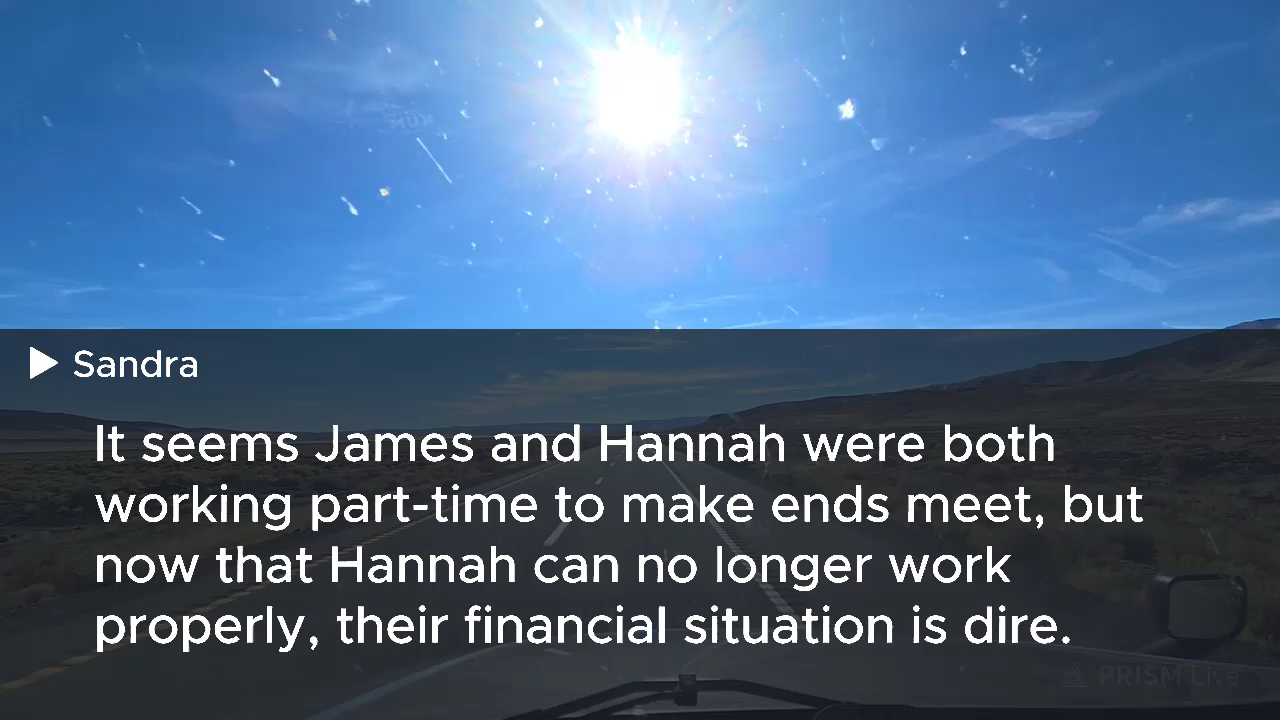 Sandra
It seems James and Hannah were both
working part-time to make ends meet, but
now that Hannah can no longer work
properly, their financial situation is dire.
PRISM Live